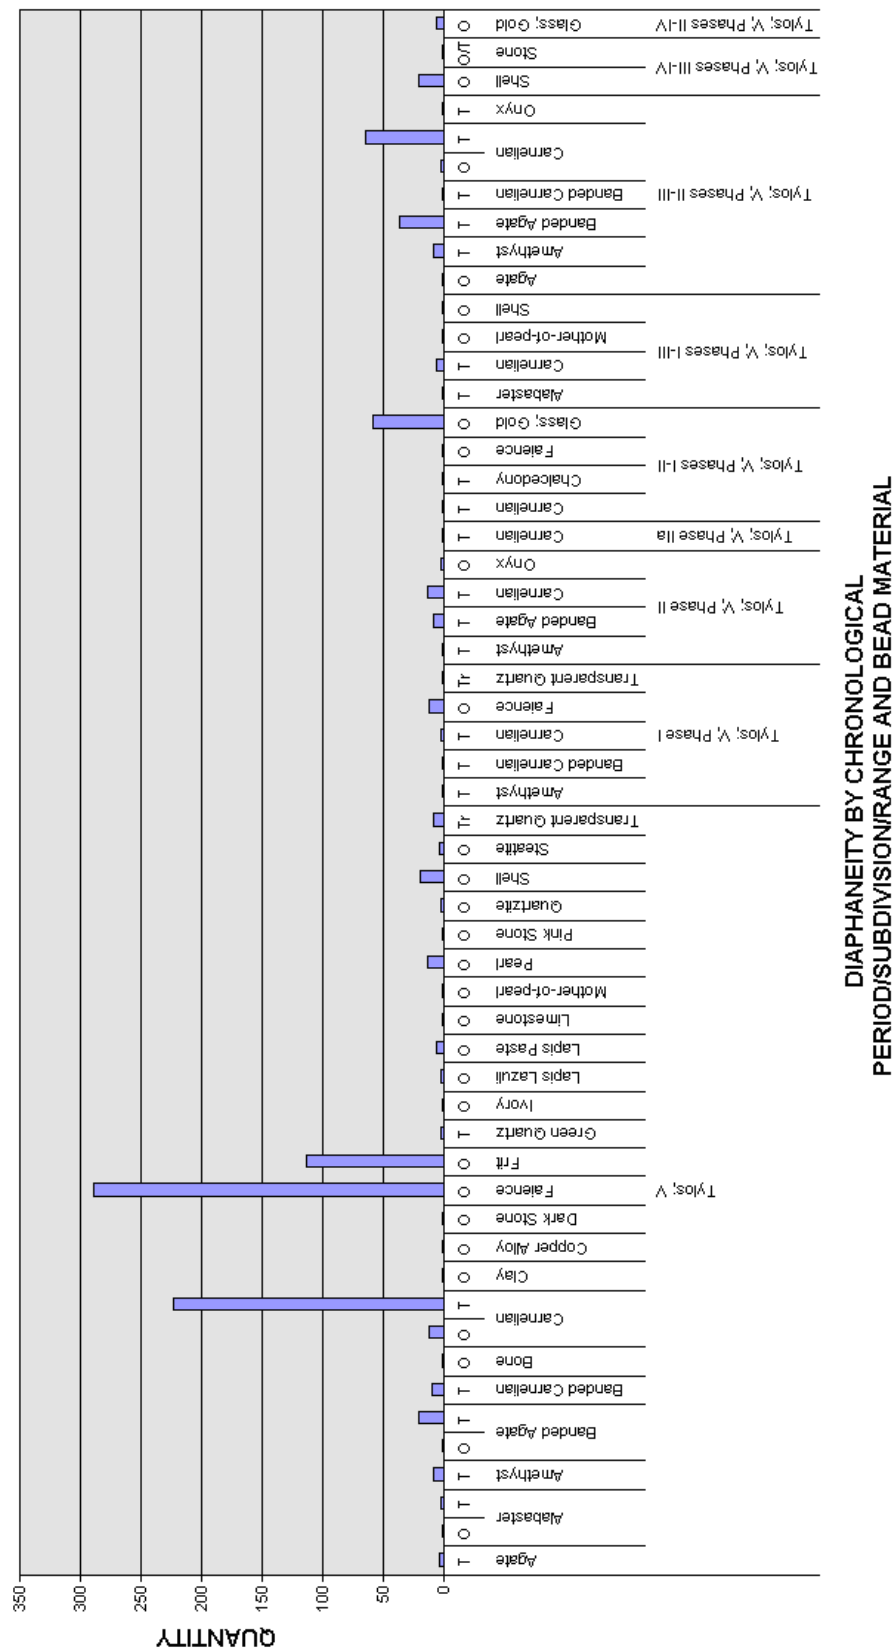 QUANTITY
350
300
250
200
150
100
50
0
T
O
T
T
O
T
T
O
O
T
O
O
O
O
O
T
O
O
O
O
O
O
O
O
O
O
Tr
T
T
T
O
Tr
T
T
T
O
T
T
T
O
O
T
T
O
O
O
T
T
T
O
T
T
O
O/T
O
Agate
Alabaster
Amethyst
Banded Agate
Banded Carnelian
Bone
Carnelian
Clay
Copper Alloy
Dark Stone
Faience
Frit
Green Quartz
Ivory
Lapis Lazuli
Lapis Paste
Limestone
Mother-of-pearl
Pearl
Pink Stone
Quartzite
Shell
Steatite
Transparent Quartz
Amethyst
Banded Carnelian
Carnelian
Faience
Transparent Quartz
Amethyst
Banded Agate
Carnelian
Onyx
Carnelian
Carnelian
Chalcedony
Faience
Glass; Gold
Alabaster
Carnelian
Mother-of-pearl
Shell
Agate
Amethyst
Banded Agate
Banded Carnelian
Carnelian
Onyx
Shell
Stone
Glass; Gold
Tylos; V
Tylos; V, Phase I
Tylos; V, Phase II
Tylos; V, Phase IIa
Tylos; V, Phases I-II
Tylos; V, Phases I-III
Tylos; V, Phases II-III
Tylos; V, Phases III-IV
Tylos; V, Phases II-IV
DIAPHANEITY BY CHRONOLOGICAL
PERIOD/SUBDIVISION/RANGE AND BEAD MATERIAL